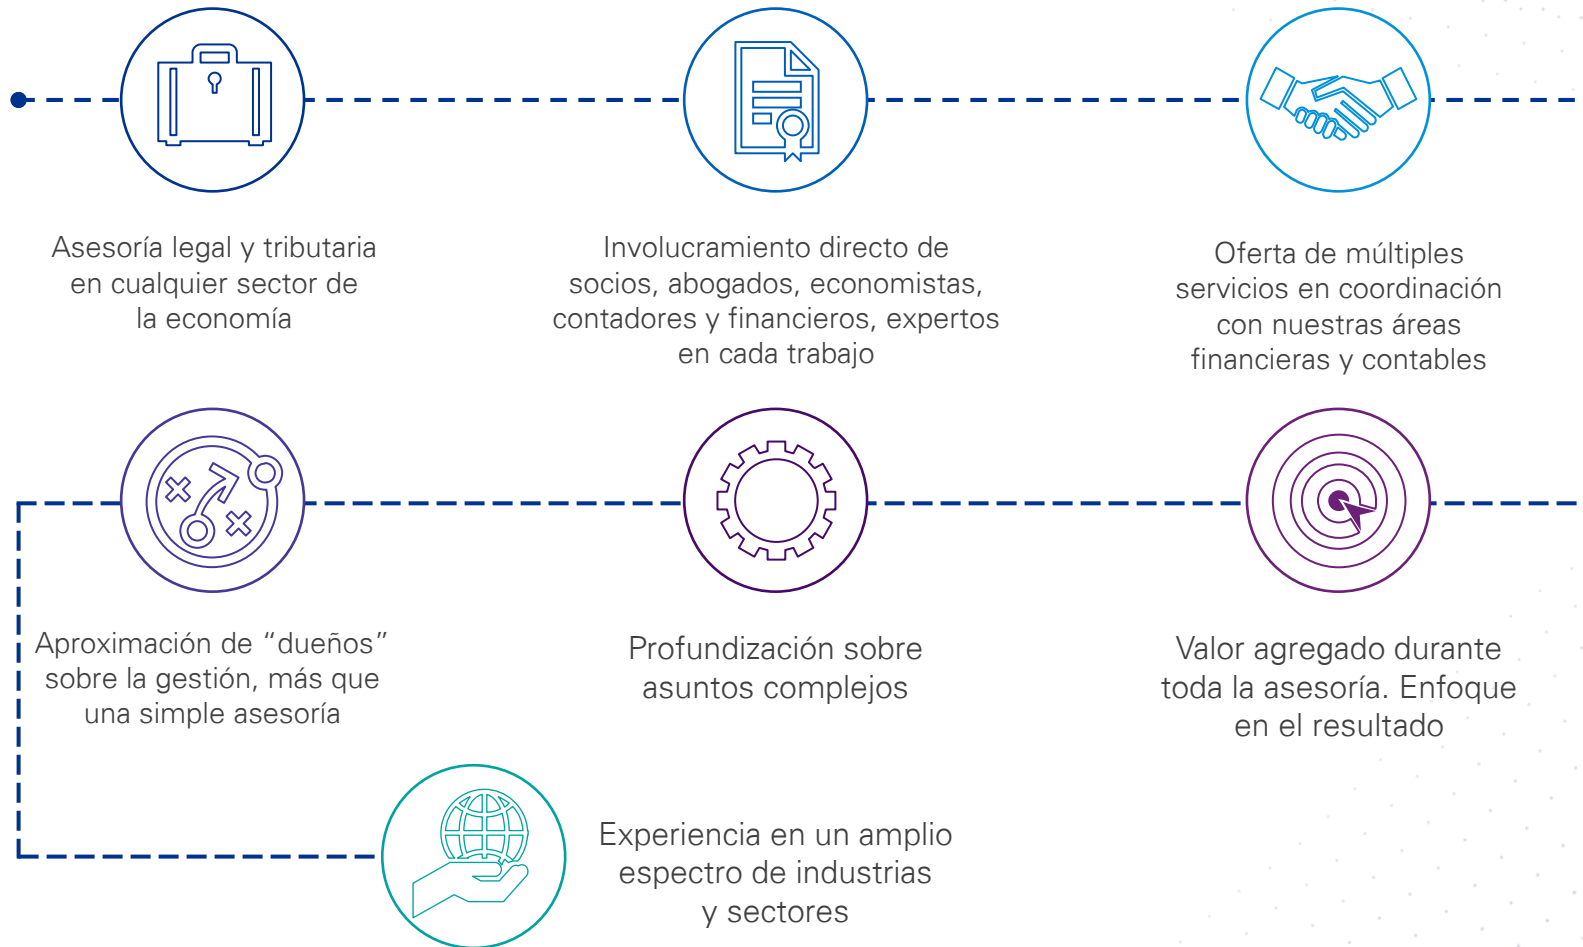 Asesoría legal y tributaria
en cualquier sector de
la economía
Involucramiento directo de
socios, abogados, economistas,
contadores y financieros, expertos
en cada trabajo
Oferta de múltiples
servicios en coordinación
con nuestras áreas
financieras y contables
Aproximación de “dueños”
sobre la gestión, más que
una simple asesoría
Profundización sobre
asuntos complejos
Valor agregado durante
toda la asesoría. Enfoque
en el resultado
Experiencia en un amplio
espectro de industrias
y sectores